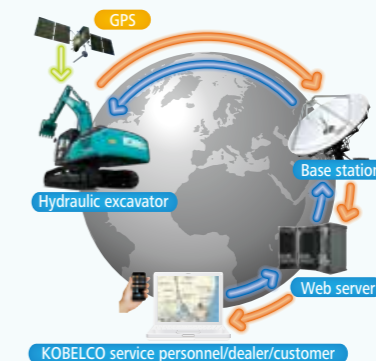 GPS
Hydraulic excavator
Base station
Web server
KOBELCO service personnel/dealer/customer